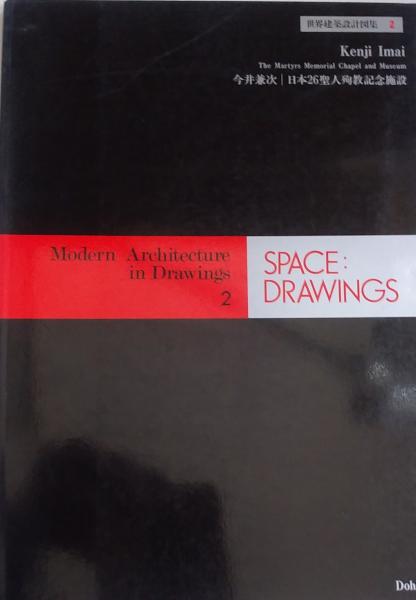 世界建築設計図集 2
Kenji Imai
The Martyrs Memorial Chapel and Museum
今井兼次｜日本26聖人殉教記念施設
Modern Architecture
in Drawings
2
SPACE:
DRAWINGS
Doh